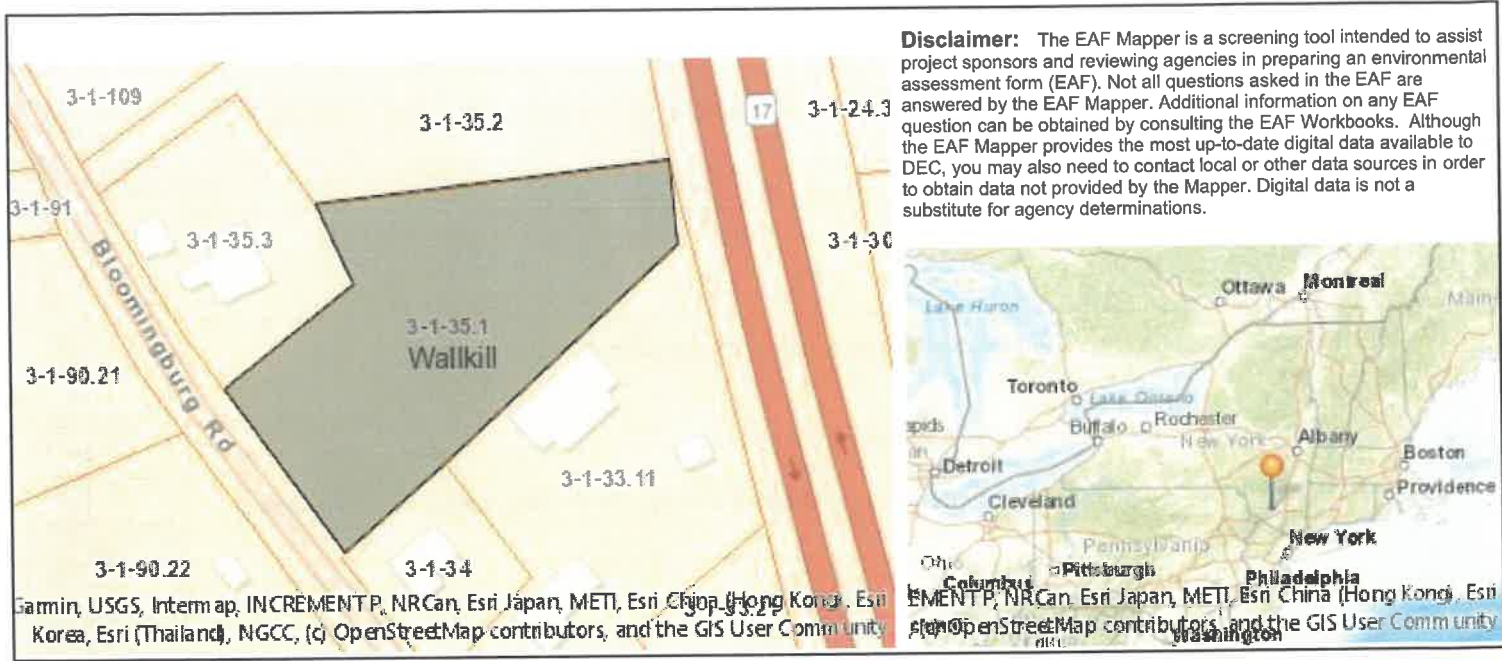 3-1-109
3-1-35.2
17
3-1-24.3
3-1-91
3-1-35.3
3-1-30
Bloomingburg Rd
3-1-35.1
Wallkill
3-1-90.21
3-1-33.11
3-1-90.22
3-1-34
Garmin, USGS, Intermap, INCREMENT P, NRCan, Esri Japan, METI, Esri China (Hong Kong), Esri
Korea, Esri (Thailand), NGCC, (c) OpenStreetMap contributors, and the GIS User Community
Disclaimer: The EAF Mapper is a screening tool intended to assist
project sponsors and reviewing agencies in preparing an environmental
assessment form (EAF). Not all questions asked in the EAF are
answered by the EAF Mapper. Additional information on any EAF
question can be obtained by consulting the EAF Workbooks. Although
the EAF Mapper provides the most up-to-date digital data available to
DEC, you may also need to contact local or other data sources in order
to obtain data not provided by the Mapper. Digital data is not a
substitute for agency determinations.
Ottawa
Montreal
Main
Lake Huron
Toronto
Lake Ontario
Rochester
apids
Buffalo
New York
Albany
Detroit
Boston
Providence
Cleveland
New York
Pennsylvania
Ohio
Pittsburgh
Columbus
Philadelphia
EMENT P, NRCan, Esri Japan, METI, Esri China (Hong Kong), Esri
(c) OpenStreetMap contributors, and the GIS User Community
Washington